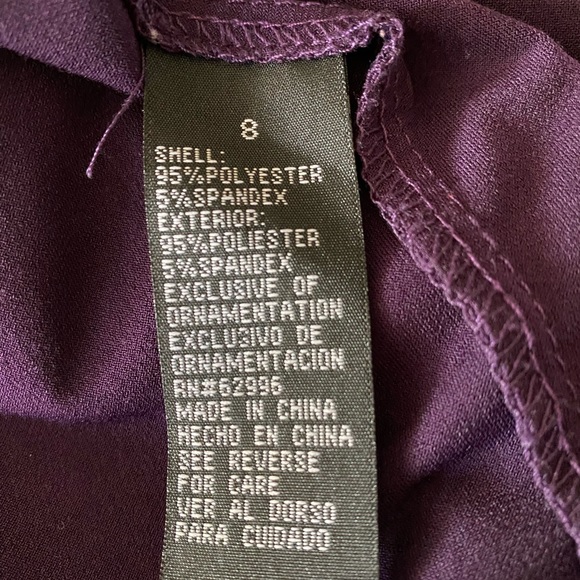 8
SHELL:
95%POLYESTER
5%SPANDEX
EXTERIOR:
95%POLIESTER
5%SPANDEX
EXCLUSIVE OF
ORNAMENTATION
EXCLUSIVO DE
ORNAMENTACION
RN#62996
MADE IN CHINA
HECHO EN CHINA
SEE REVERSE
FOR CARE
VER AL DORSO
PARA CUIDADO